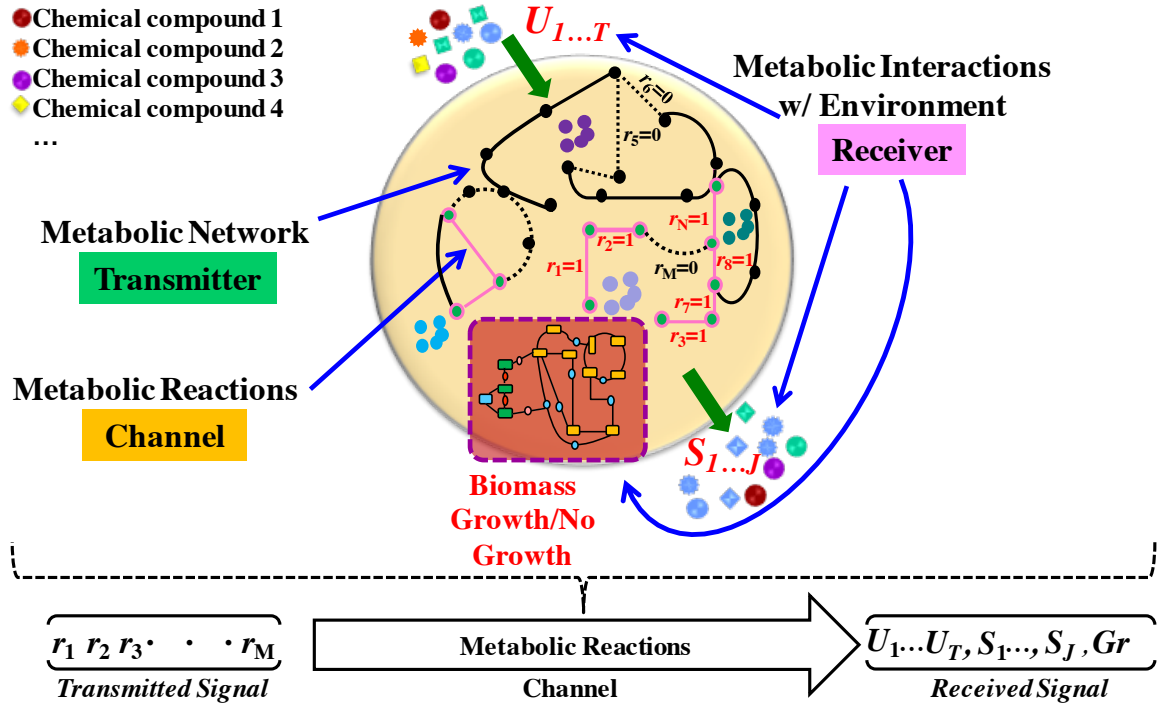 Chemical compound 1
Chemical compound 2
Chemical compound 3
Chemical compound 4
…
U1…T
Metabolic Interactions
w/ Environment
Receiver
r6=0
r5=0
Metabolic Network
Transmitter
rN=1
r2=1
r1=1
rM=0
r8=1
r7=1
r3=1
Metabolic Reactions
Channel
S1…J
Biomass
Growth/No
Growth
r1 r2 r3· · · rM
Transmitted Signal
Metabolic Reactions
Channel
U1…UT, S1…, SJ , Gr
Received Signal